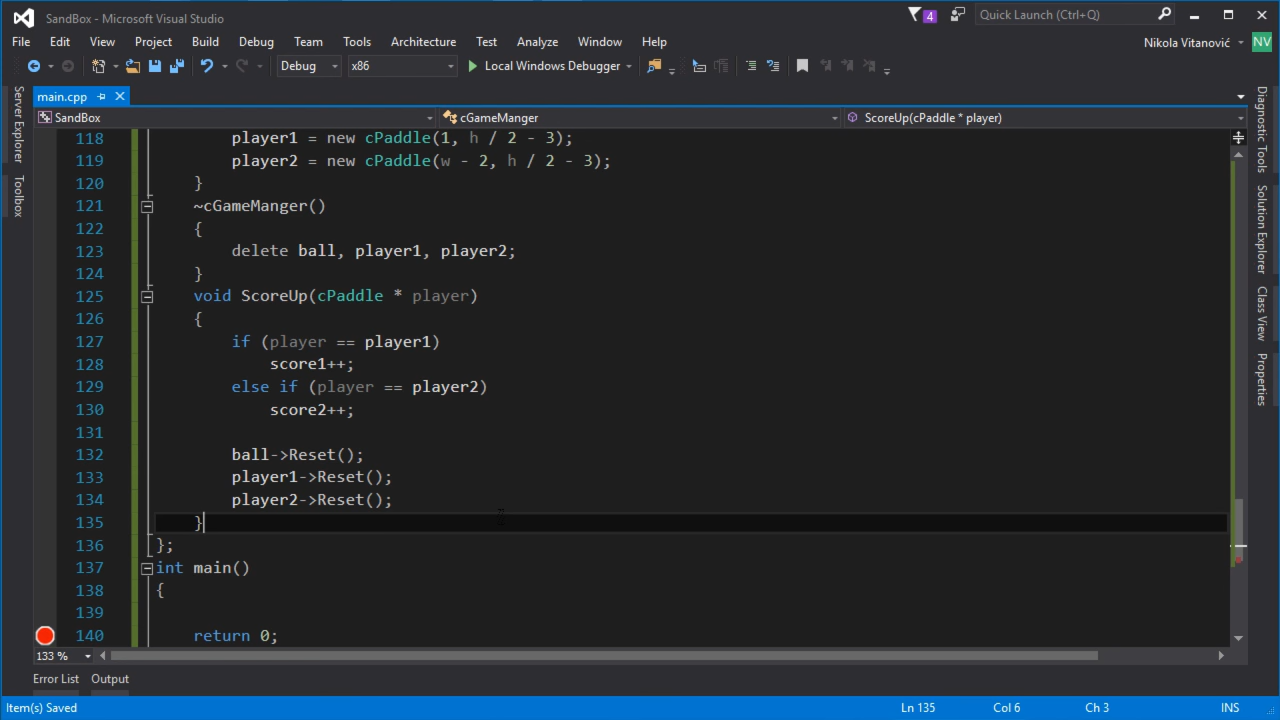 SandBox - Microsoft Visual Studio
4
Quick Launch (Ctrl+Q)
File Edit View Project Build Debug Team Tools Architecture Test Analyze Window Help
Nikola Vitanović NV
Debug x86 Local Windows Debugger
main.cpp
SandBox cGameManger ScoreUp(cPaddle * player)
Server Explorer
Toolbox
118 player1 = new cPaddle(1, h / 2 - 3);
119 player2 = new cPaddle(w - 2, h / 2 - 3);
120 }
121 ~cGameManger()
122 {
123 delete ball, player1, player2;
124 }
125 void ScoreUp(cPaddle * player)
126 {
127 if (player == player1)
128 score1++;
129 else if (player == player2)
130 score2++;
131
132 ball->Reset();
133 player1->Reset();
134 player2->Reset();
135 }
136 };
137 int main()
138 {
139
140 return 0;
Diagnostic Tools
Solution Explorer
Class View
Properties
133 %
Error List Output
Item(s) Saved Ln 135 Col 6 Ch 3 INS